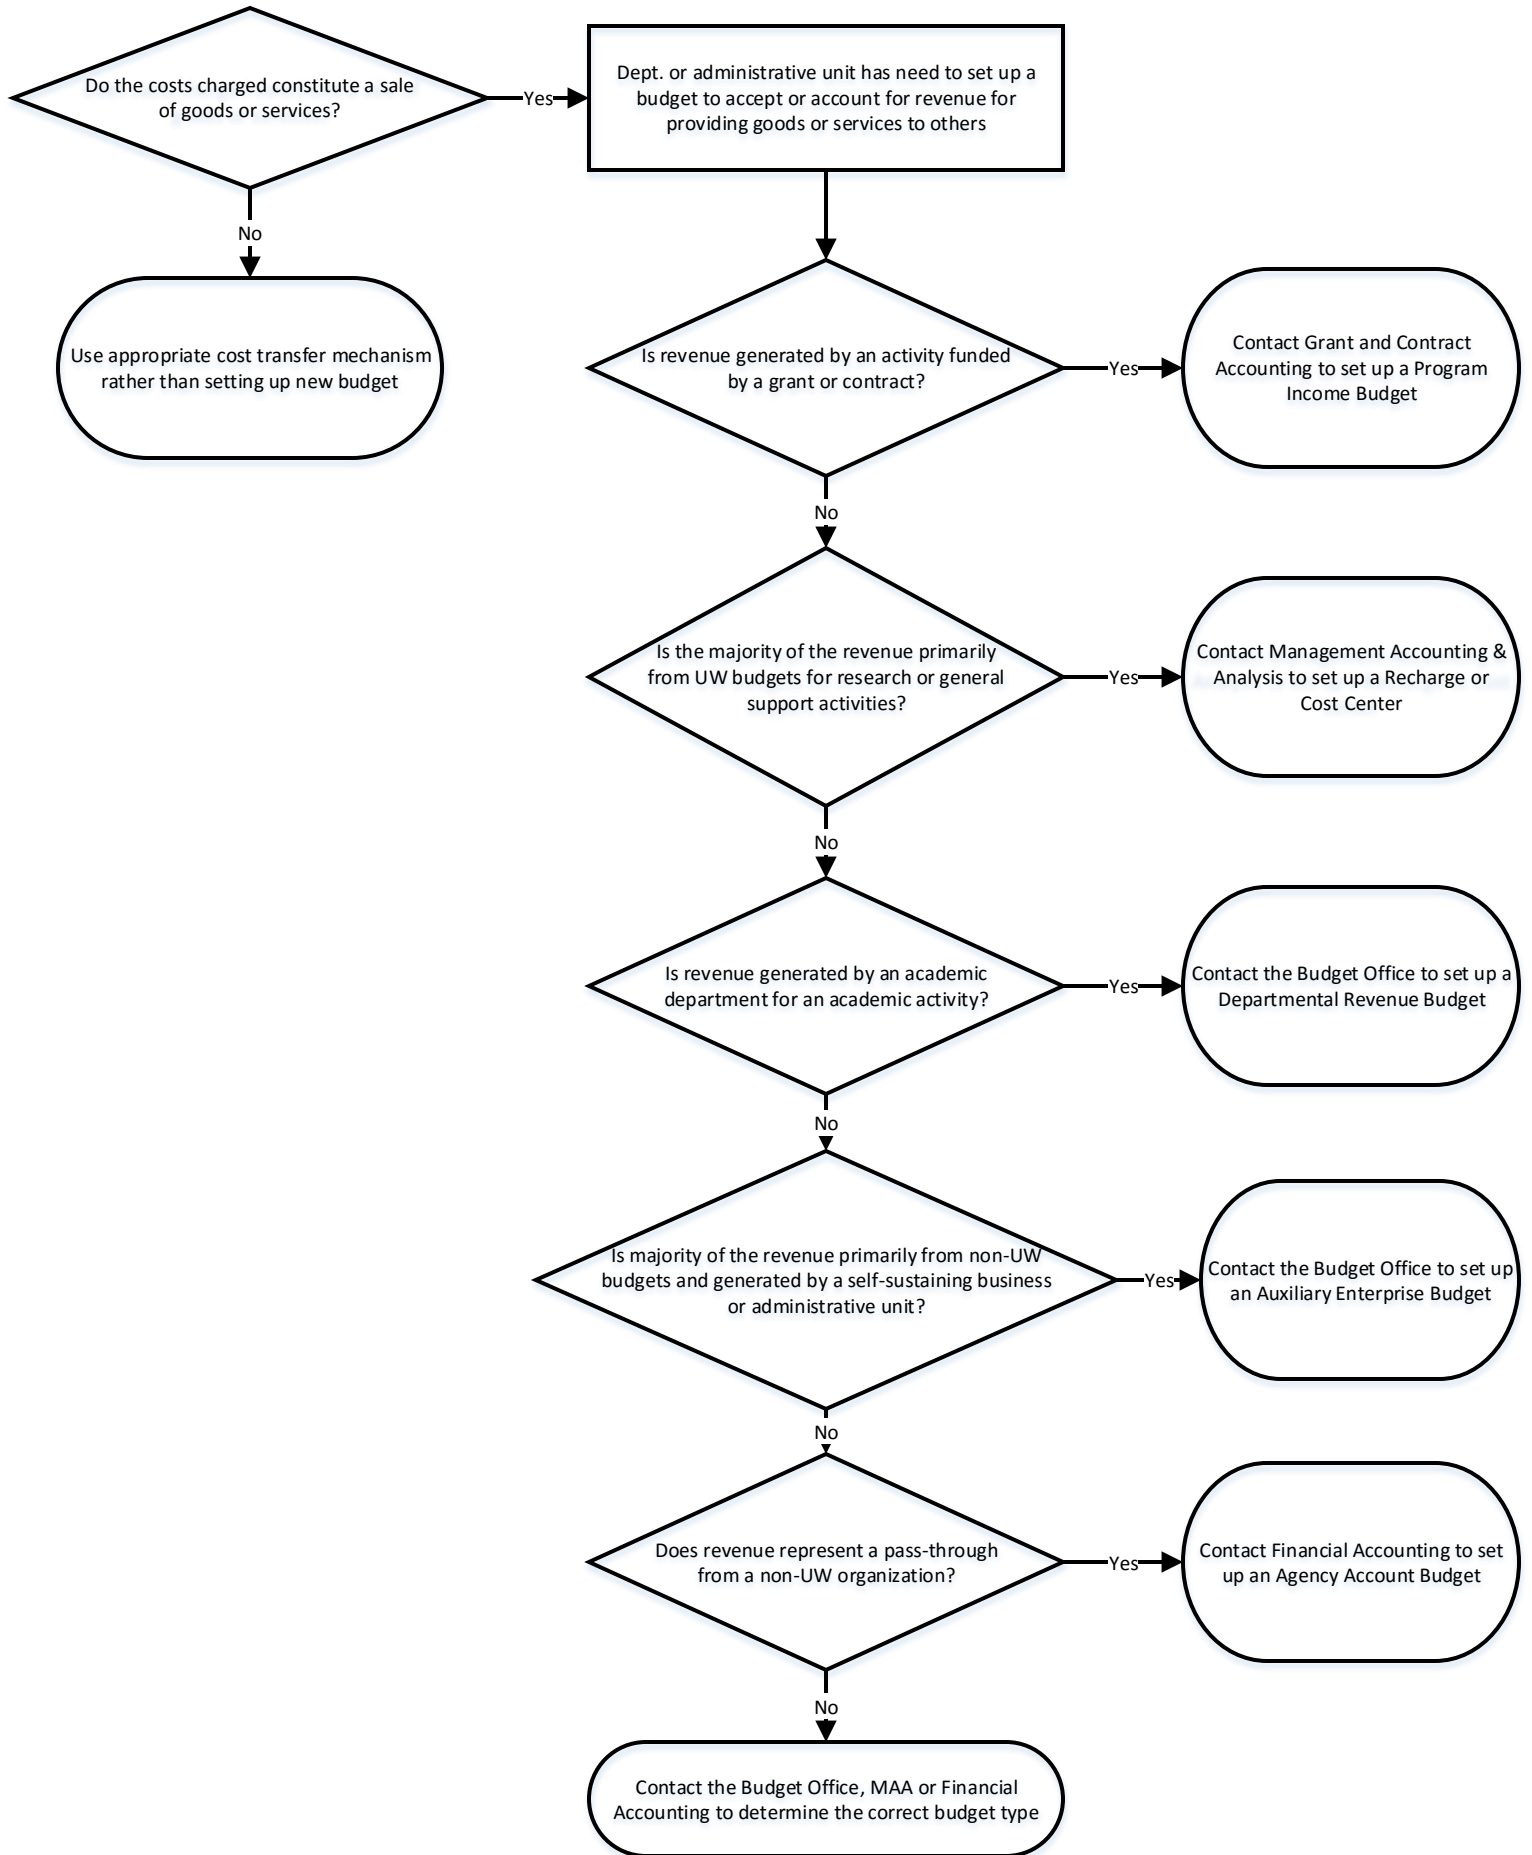 Do the costs charged constitute a sale
of goods or services?
Yes
Dept. or administrative unit has need to set up a
budget to accept or account for revenue for
providing goods or services to others
No
Use appropriate cost transfer mechanism
rather than setting up new budget
Is revenue generated by an activity funded
by a grant or contract?
Yes
Contact Grant and Contract
Accounting to set up a Program
Income Budget
No
Is the majority of the revenue primarily
from UW budgets for research or general
support activities?
Yes
Contact Management Accounting &
Analysis to set up a Recharge or
Cost Center
No
Is revenue generated by an academic
department for an academic activity?
Yes
Contact the Budget Office to set up a
Departmental Revenue Budget
No
Is majority of the revenue primarily from non-UW
budgets and generated by a self-sustaining business
or administrative unit?
Yes
Contact the Budget Office to set up
an Auxiliary Enterprise Budget
No
Does revenue represent a pass-through
from a non-UW organization?
Yes
Contact Financial Accounting to set
up an Agency Account Budget
No
Contact the Budget Office, MAA or Financial
Accounting to determine the correct budget type